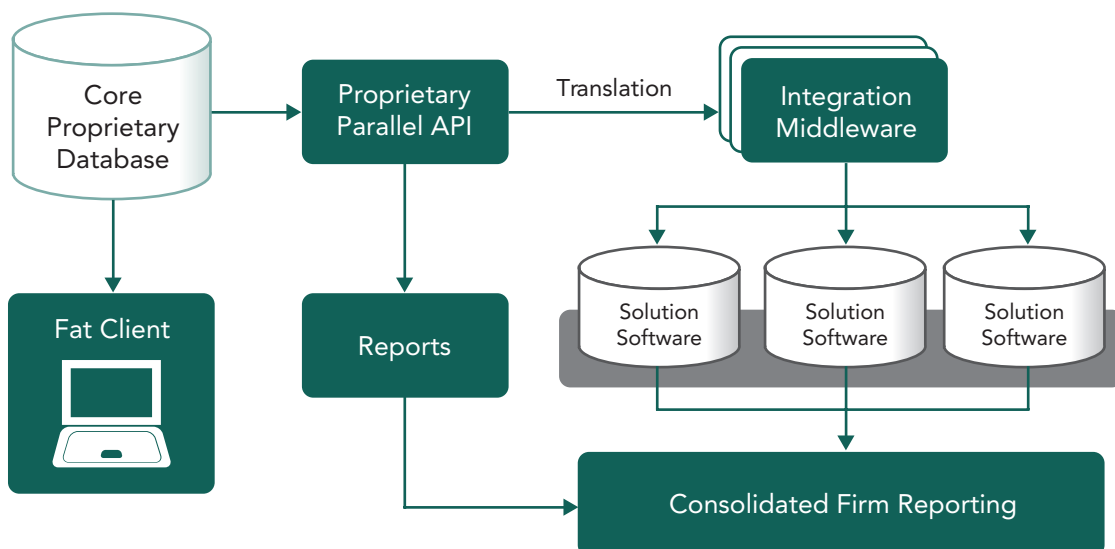 Core
Proprietary
Database
Proprietary
Parallel API
Translation
Integration
Middleware
Fat Client
Reports
Solution
Software
Solution
Software
Solution
Software
Consolidated Firm Reporting